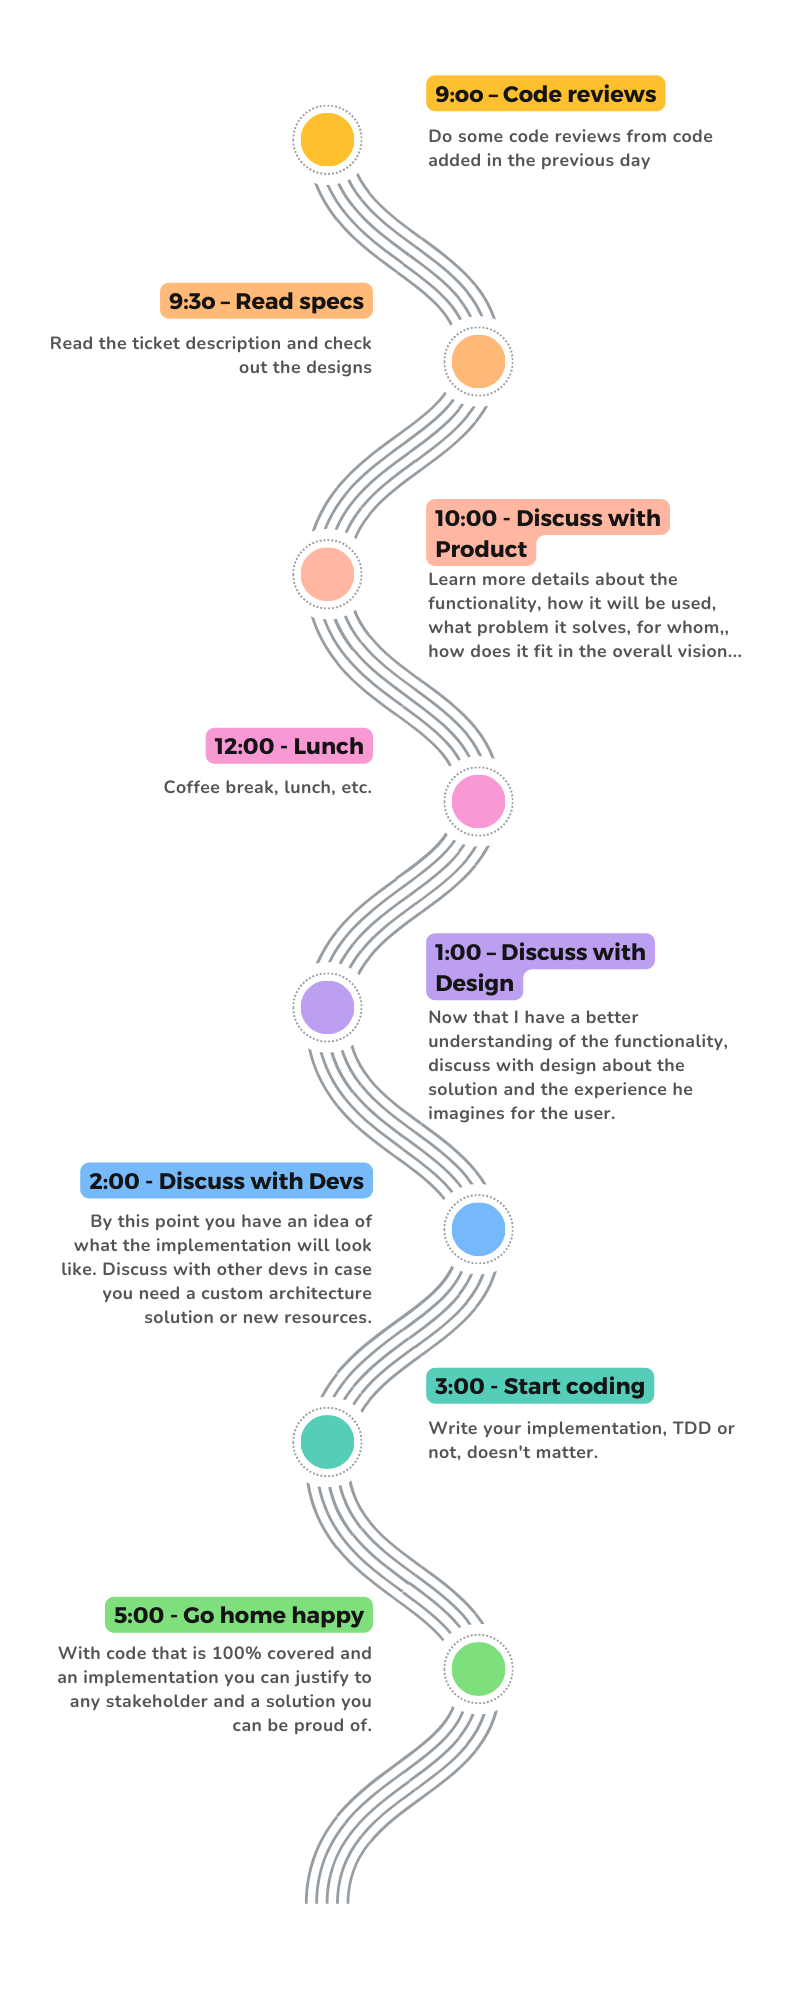 9:00 – Code reviews
Do some code reviews from code
added in the previous day
9:30 – Read specs
Read the ticket description and check
out the designs
10:00 - Discuss with
Product
Learn more details about the
functionality, how it will be used,
what problem it solves, for whom,,
how does it fit in the overall vision...
12:00 - Lunch
Coffee break, lunch, etc.
1:00 – Discuss with
Design
Now that I have a better
understanding of the functionality,
discuss with design about the
solution and the experience he
imagines for the user.
2:00 - Discuss with Devs
By this point you have an idea of
what the implementation will look
like. Discuss with other devs in case
you need a custom architecture
solution or new resources.
3:00 - Start coding
Write your implementation, TDD or
not, doesn't matter.
5:00 - Go home happy
With code that is 100% covered and
an implementation you can justify to
any stakeholder and a solution you
can be proud of.